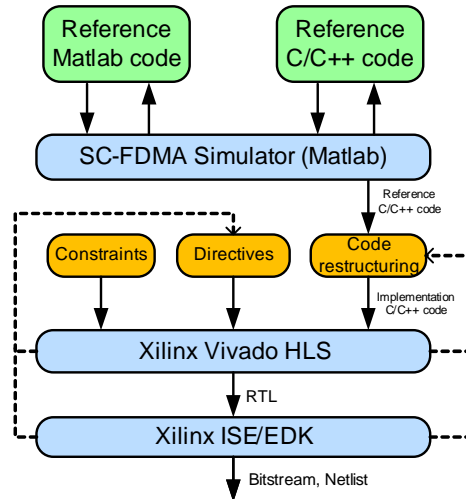 Reference
Matlab code
Reference
C/C++ code
SC-FDMA Simulator (Matlab)
Reference
C/C++ code
Constraints
Directives
Code
restructuring
Implementation
C/C++ code
Xilinx Vivado HLS
RTL
Xilinx ISE/EDK
Bitstream, Netlist